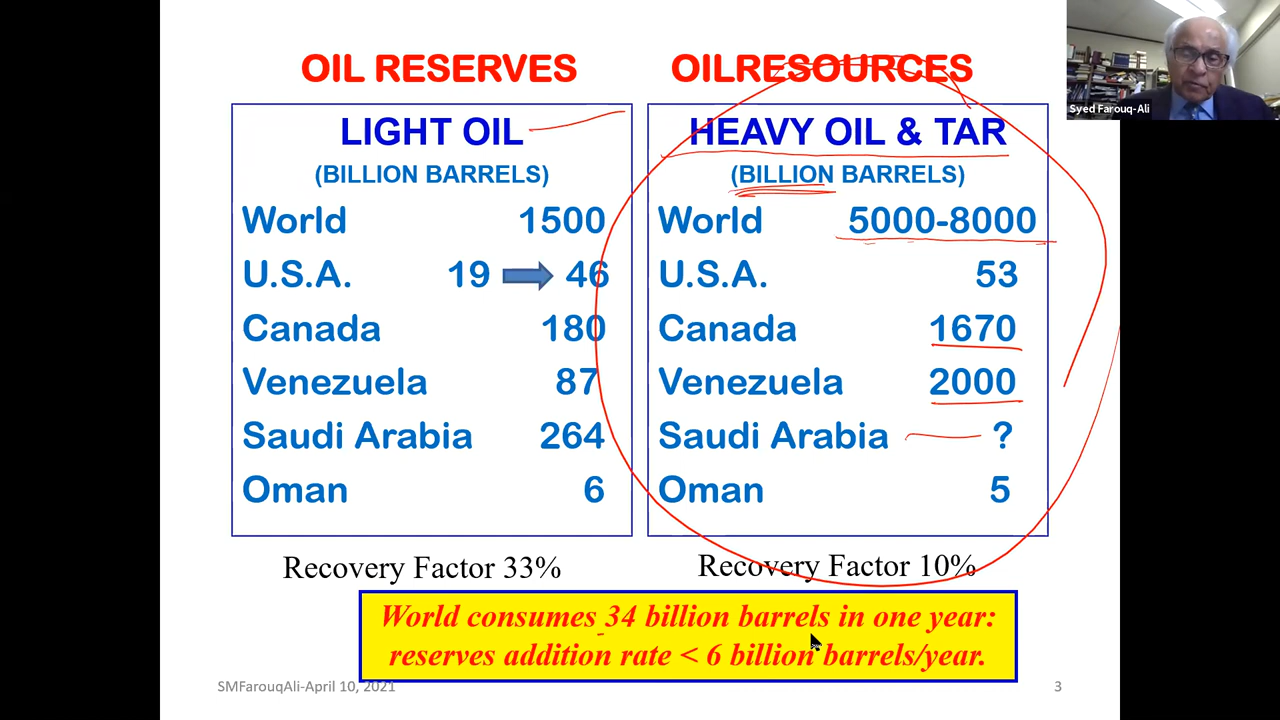 OIL RESERVES
LIGHT OIL
(BILLION BARRELS)
World 1500
U.S.A. 19 46
Canada 180
Venezuela 87
Saudi Arabia 264
Oman 6
Recovery Factor 33%
OILRESOURCES
HEAVY OIL & TAR
(BILLION BARRELS)
World 5000-8000
U.S.A. 53
Canada 1670
Venezuela 2000
Saudi Arabia ?
Oman 5
Recovery Factor 10%
World consumes 34 billion barrels in one year:
reserves addition rate < 6 billion barrels/year.
SMFarouqAli-April 10, 2021
3
Syed Farouq-Ali